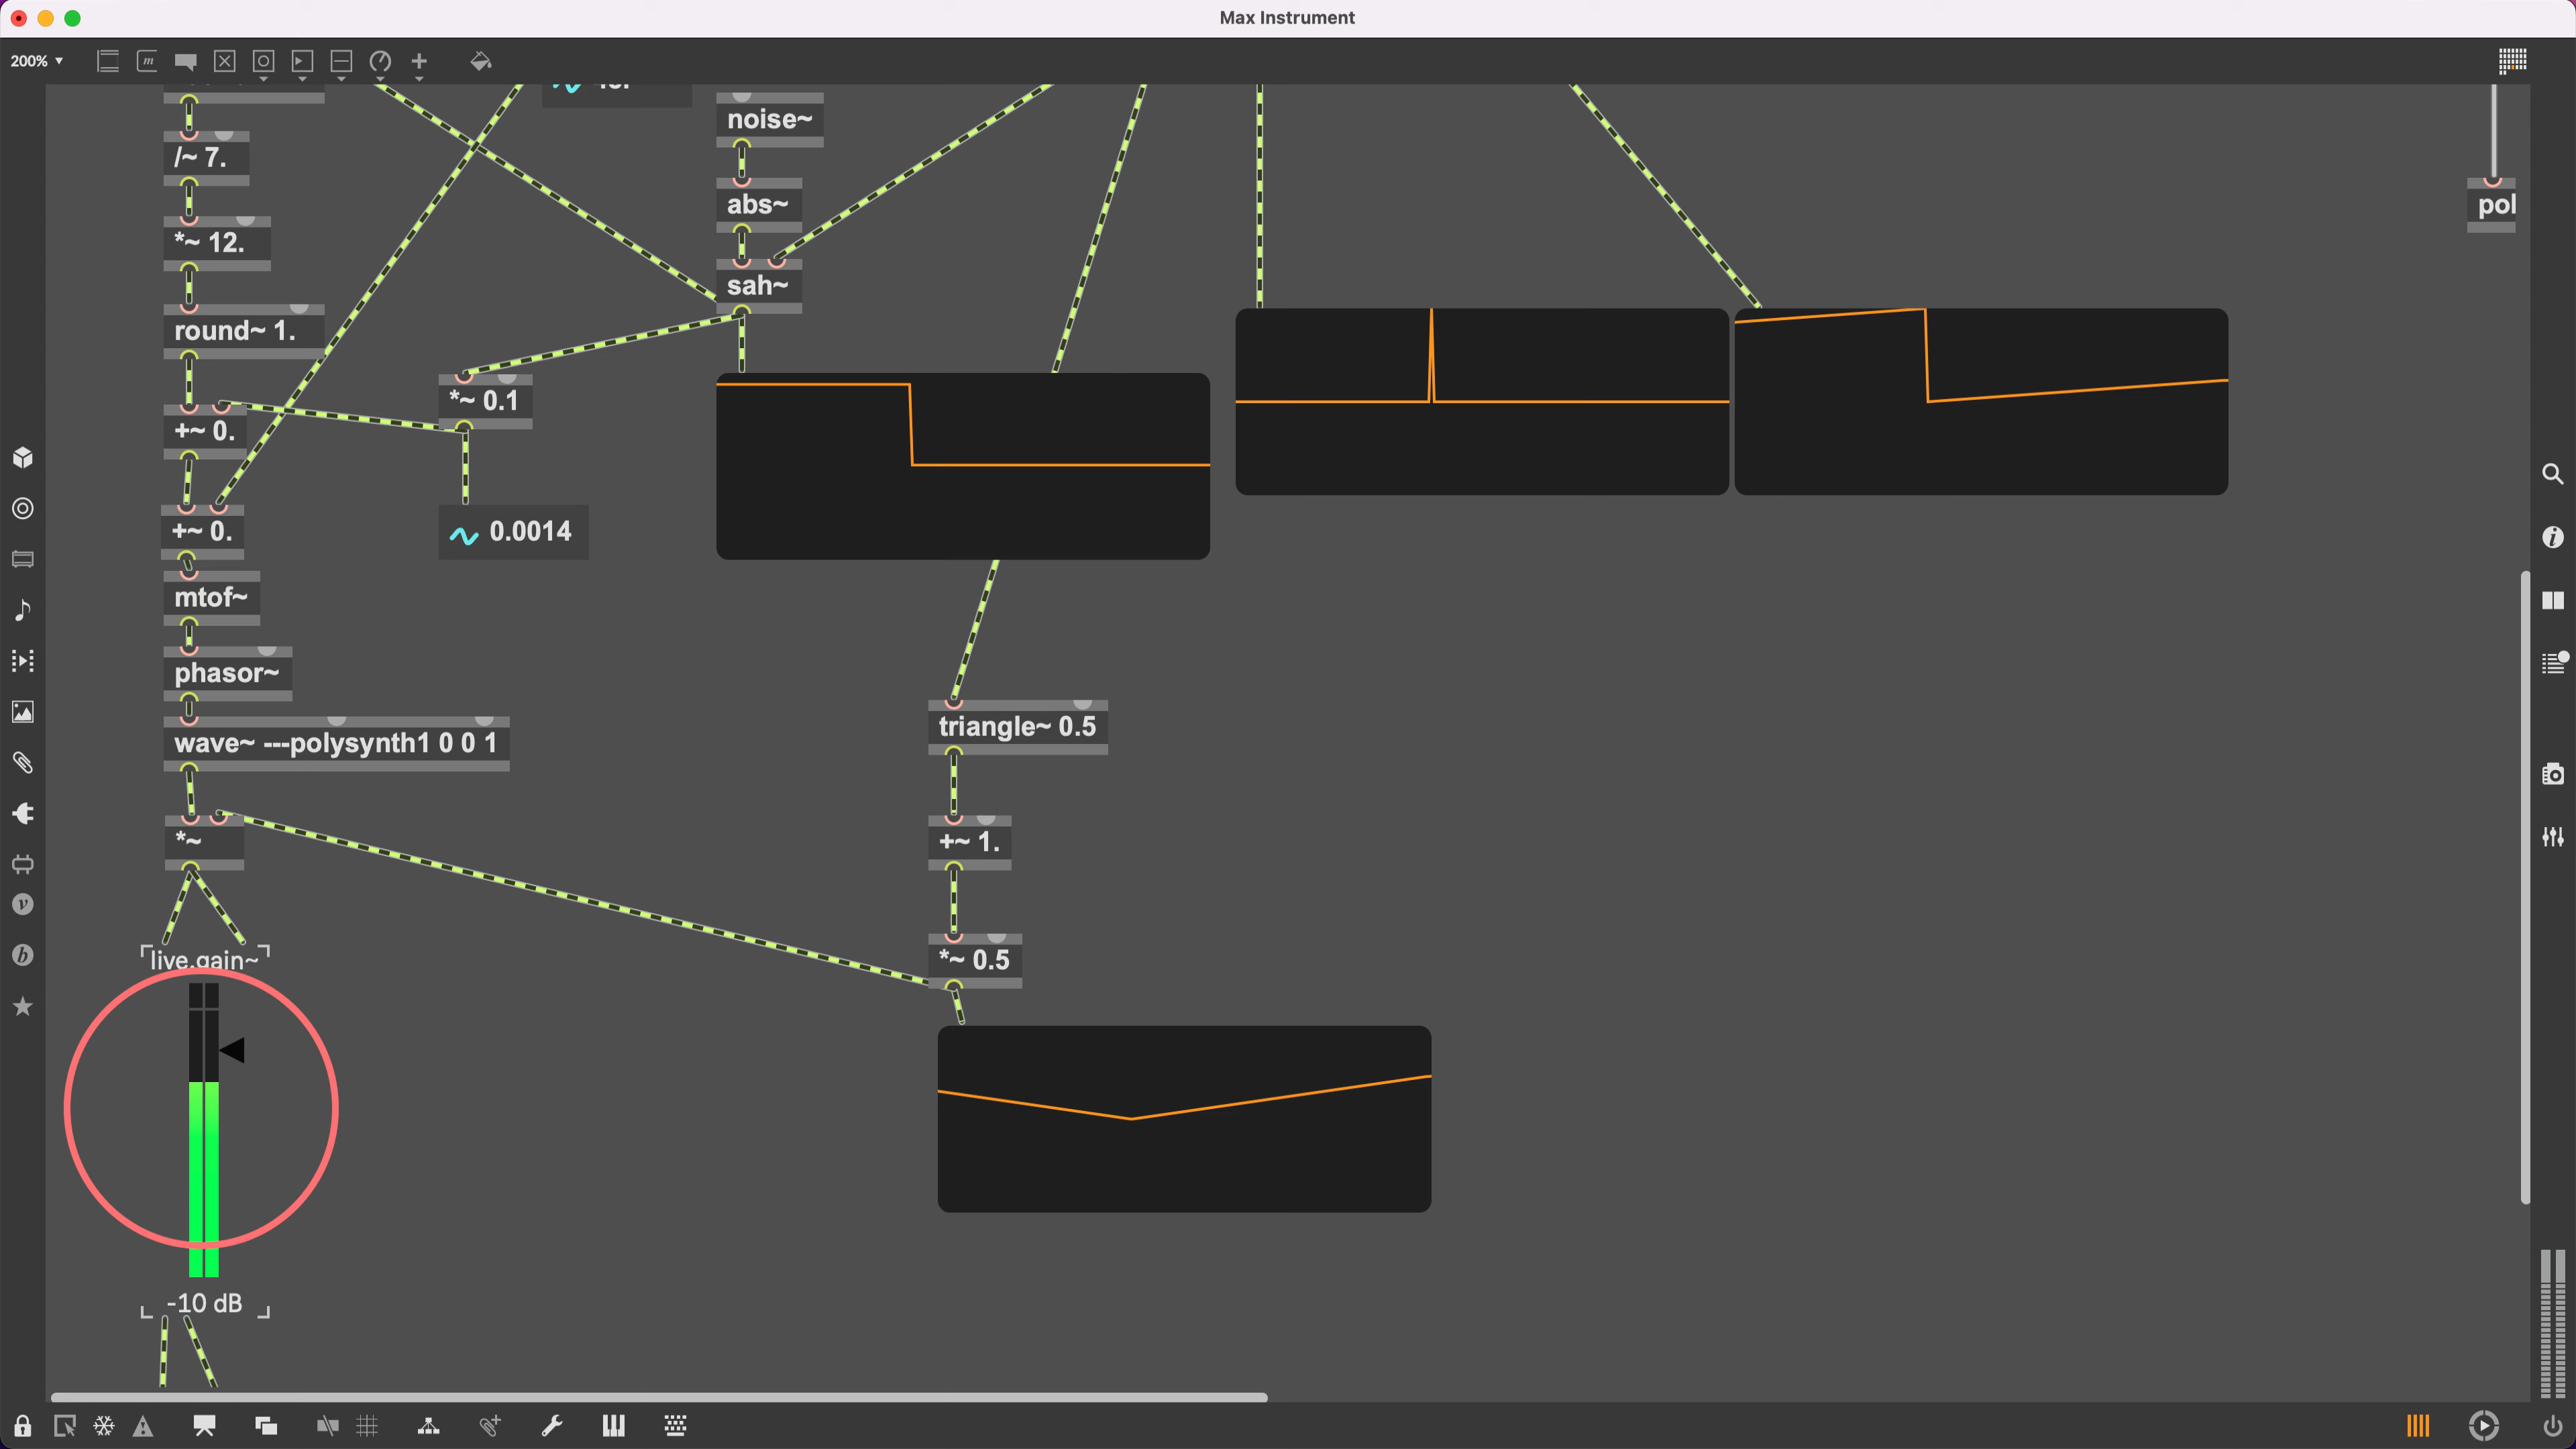 Max Instrument
200%
noise~
/~ 7.
abs~
pol
*~ 12.
sah~
round~ 1.
*~ 0.1
+~ 0.
+~ 0.
0.0014
mtof~
phasor~
triangle~ 0.5
wave~ ---polysynth1 0 0 1
*~
+~ 1.
live.gain~
*~ 0.5
-10 dB